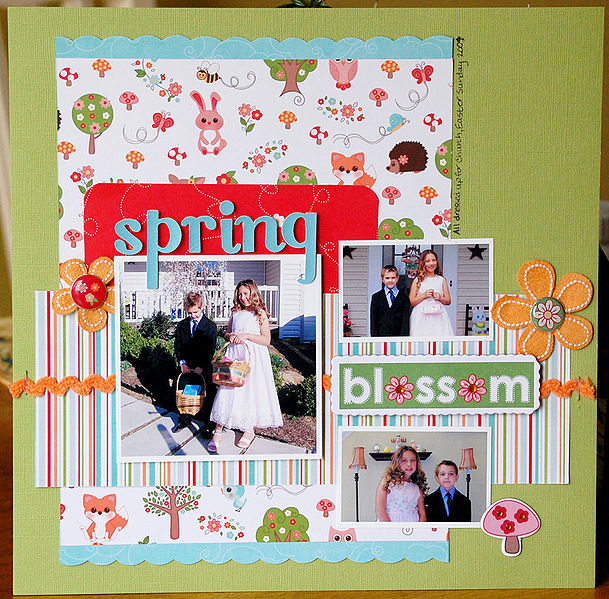 spring
blossom
All dressed up for Church, Easter Sunday 2009